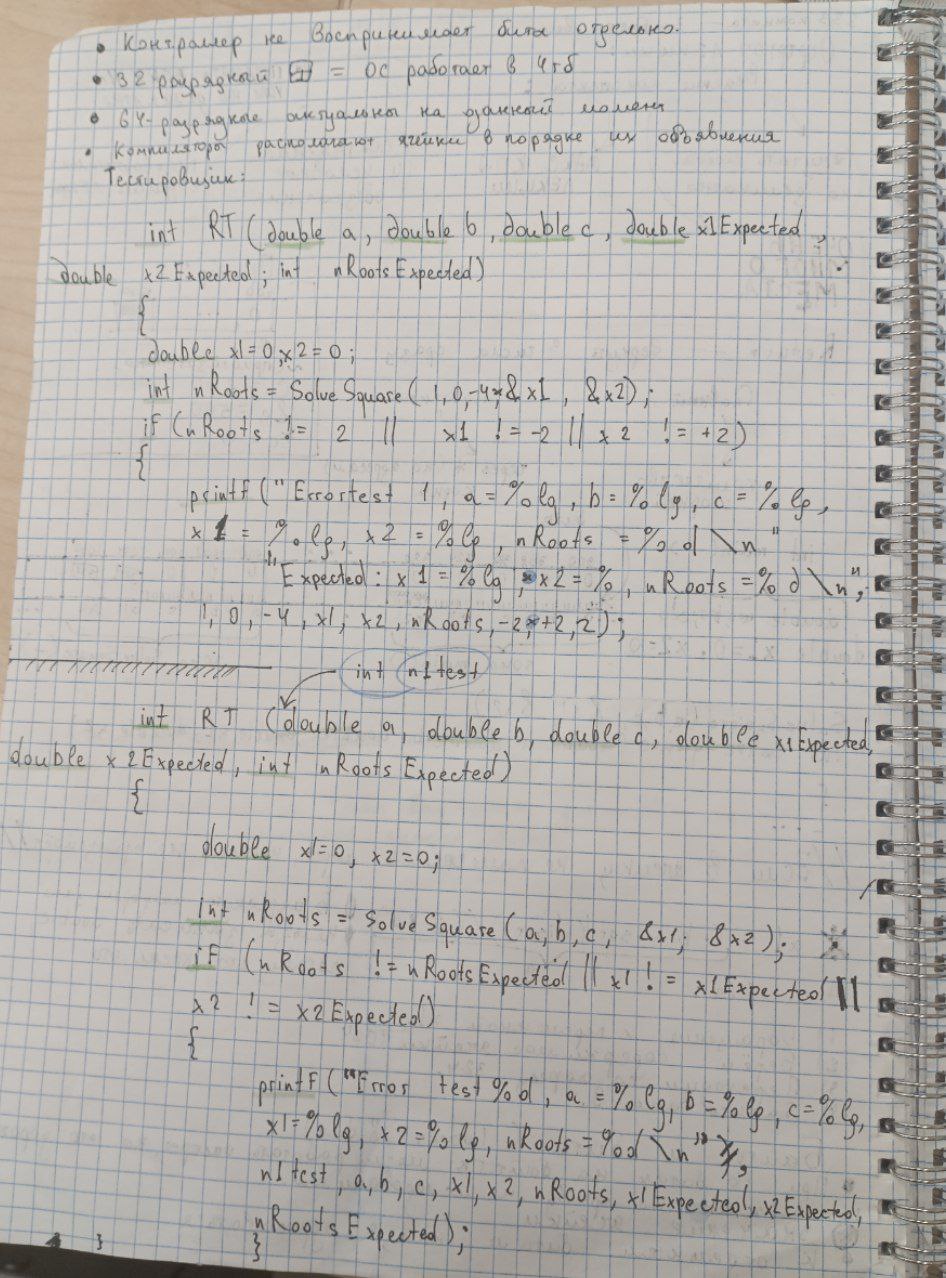 • Контроллер не воспринимает биты отдельно.
• 32 разрядный = ОС работает в 4гб
• 64-разрядные актуальны на данный момент
• Компиляторы располагают ячейки в порядке их объявления
Тестировщик:
int RT (double a, double b, double c, double x1Expected,
double x2Expected; int nRootsExpected)
{
double x1=0, x2=0;
int nRoots = SolveSquare (1, 0, -4, &x1, &x2);
if (nRoots != 2 || x1 != -2 || x2 != +2)
{
printf ("Errortest 1, a=%lg, b=%lg, c=%lg,
x1 = %lg, x2 = %lg, nRoots = %d \n"
"Expected: x1=%lg, x2=%, nRoots=%d \n",
1, 0, -4, x1, x2, nRoots, -2, +2, 2);
int n1test
int RT (double a, double b, double c, double x1Expected,
double x2Expected, int nRootsExpected)
{
double x1=0, x2=0;
int nRoots = SolveSquare (a, b, c, &x1; &x2);
if (nRoots != nRootsExpected || x1 != x1Expected ||
x2 != x2Expected)
{
printf ("Error test %d, a=%lg, b=%lg, c=%lg,
x1=%lg, x2=%lg, nRoots=%d \n",
n1test, a, b, c, x1, x2, nRoots, x1Expected, x2Expected,
nRootsExpected);
} }